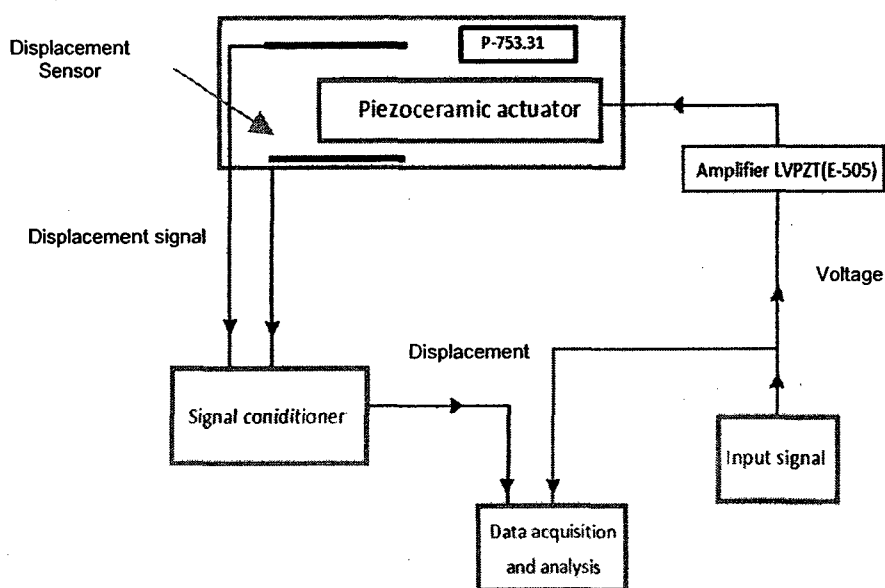 Displacement
Sensor
P-753.31
Piezoceramic actuator
Amplifier LVPZT(E-505)
Displacement signal
Voltage
Displacement
Signal coniditioner
Input signal
Data acquisition
and analysis